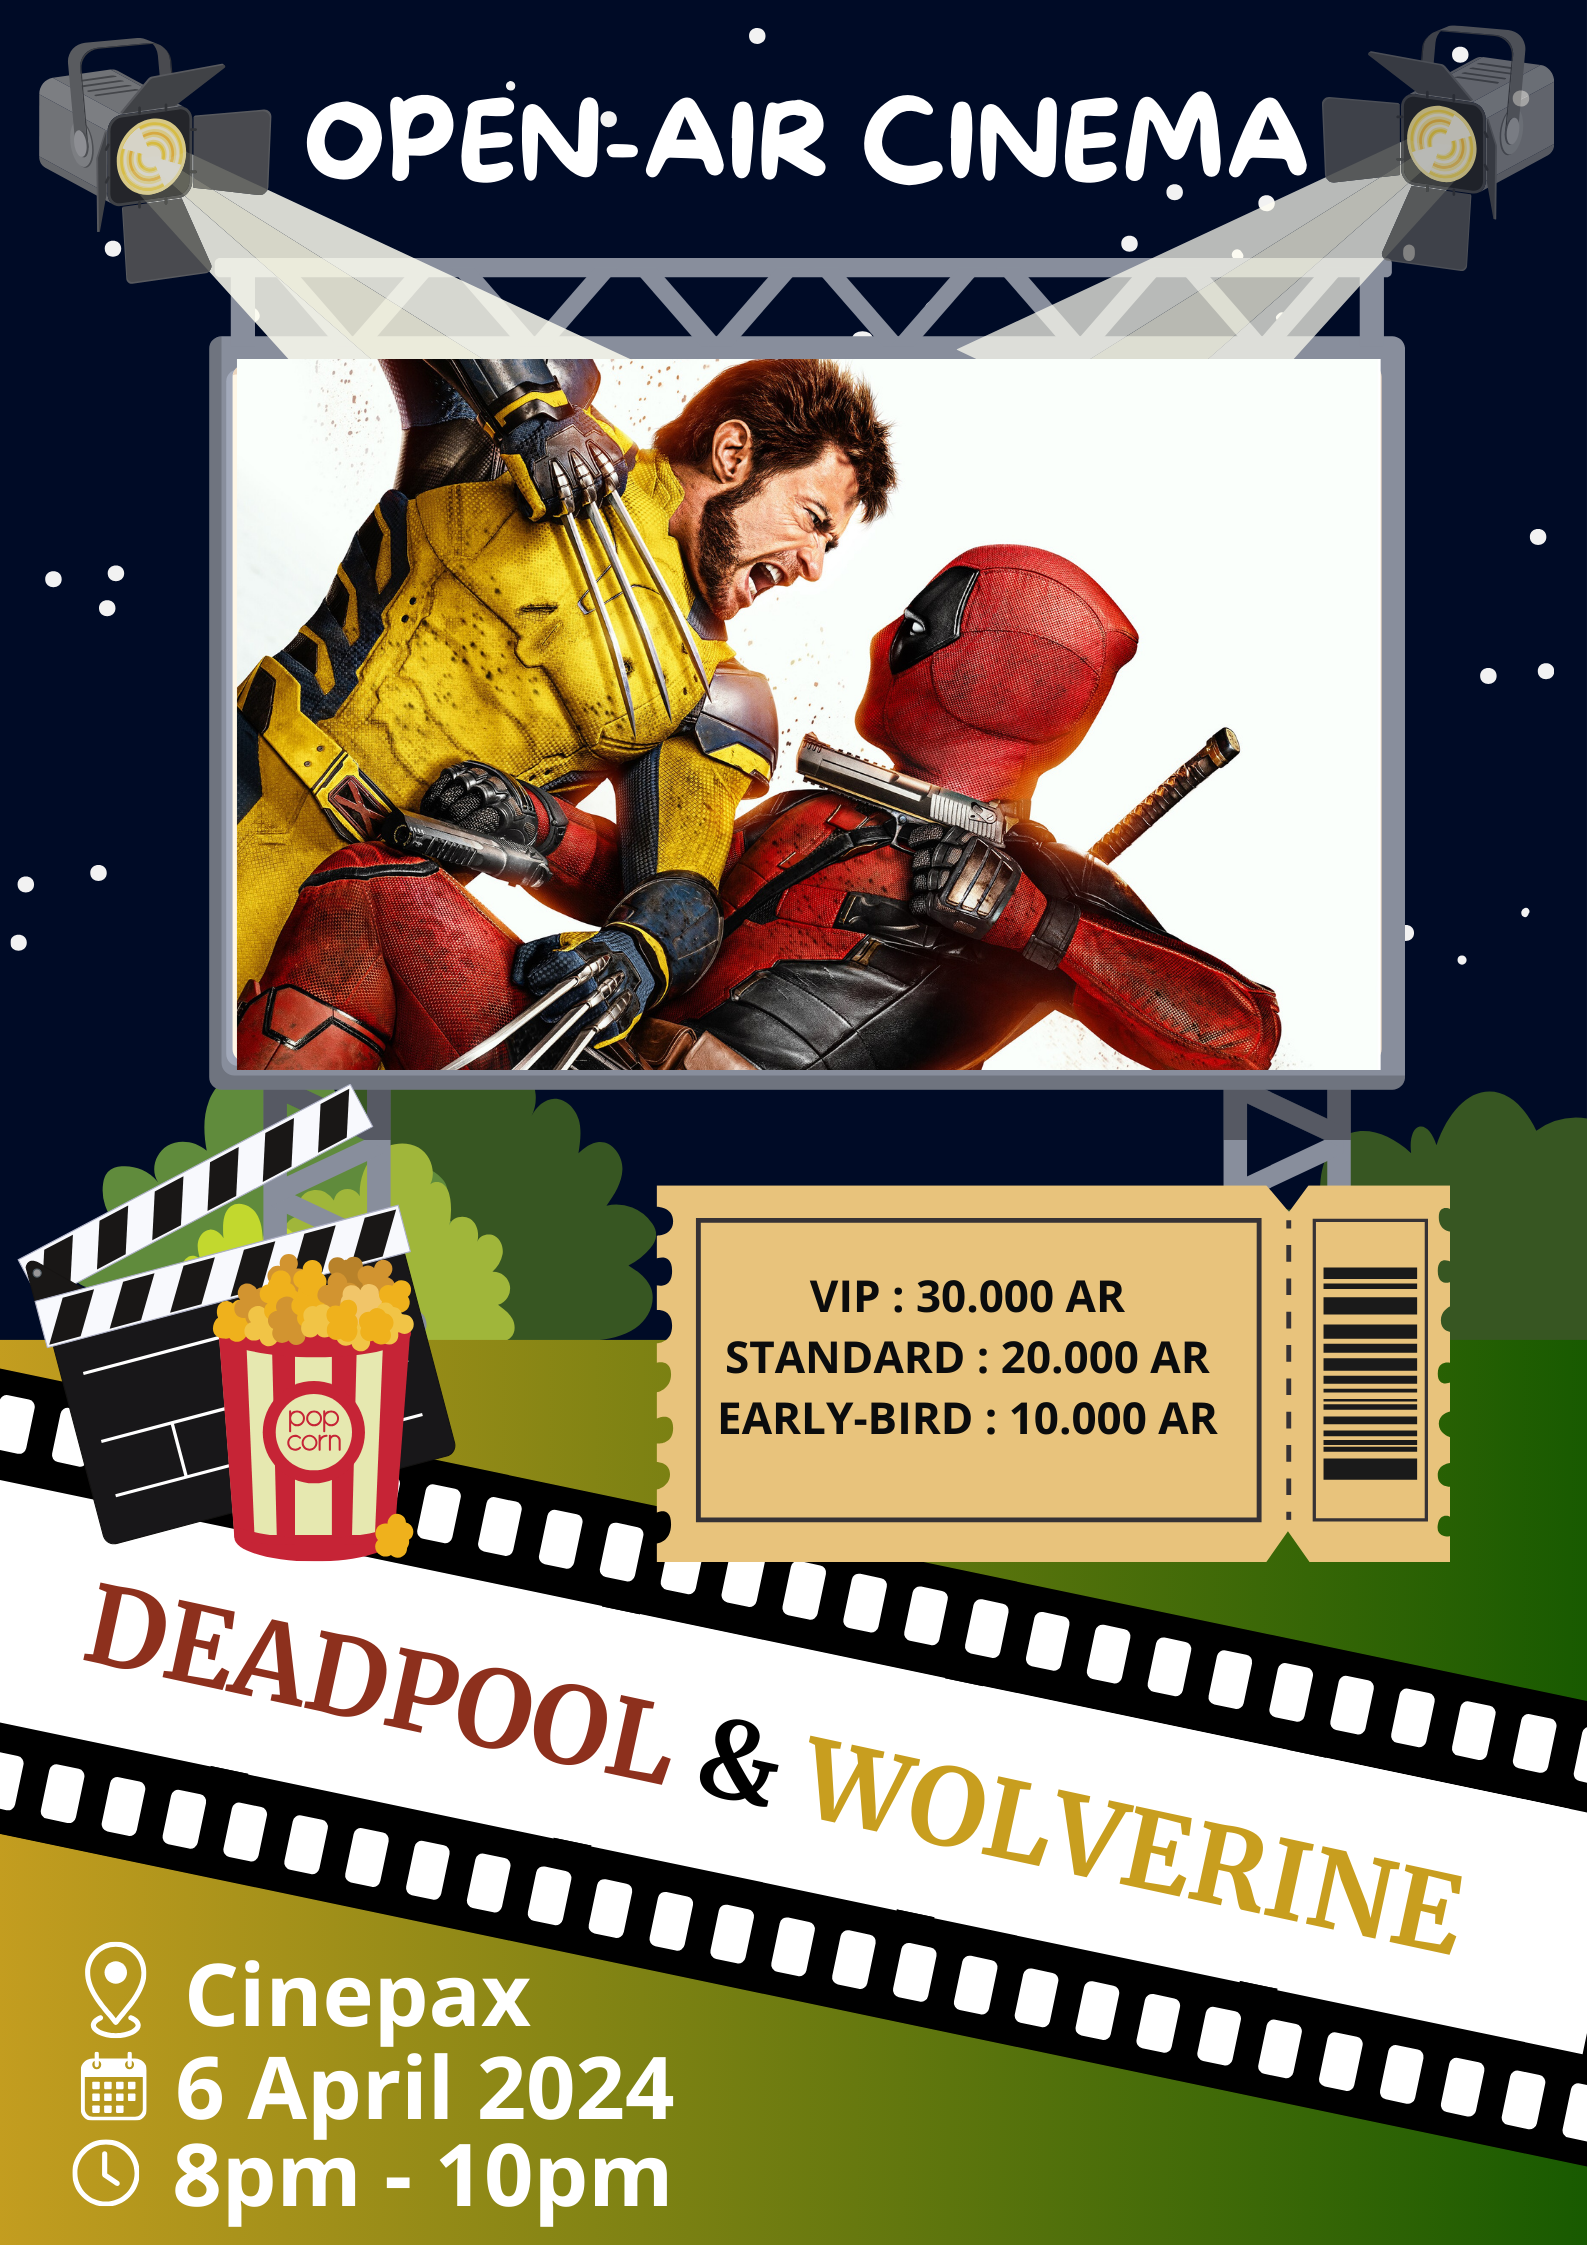 OPEN-AIR CINEMA
VIP : 30.000 AR
STANDARD : 20.000 AR
EARLY-BIRD : 10.000 AR
pop
corn
DEADPOOL & WOLVERINE
Cinepax
6 April 2024
8pm - 10pm